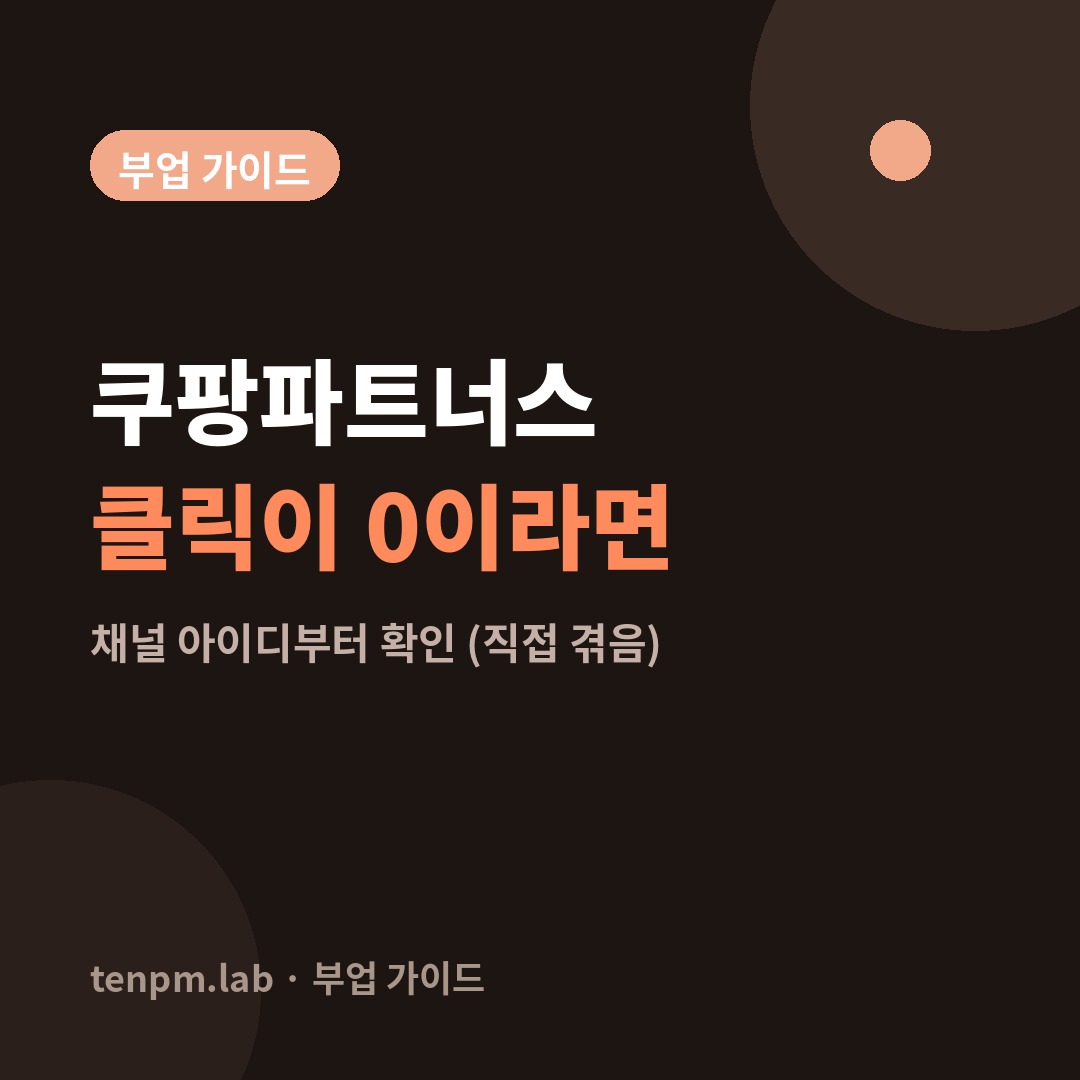 부업 가이드
쿠팡파트너스
클릭이 0이라면
채널 아이디부터 확인 (직접 겪음)
tenpm.lab · 부업 가이드